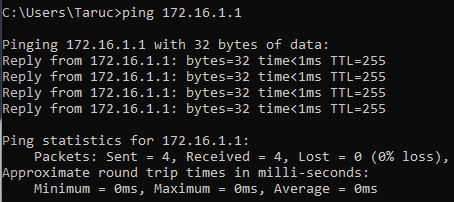 C:\Users\Taruc>ping 172.16.1.1
Pinging 172.16.1.1 with 32 bytes of data:
Reply from 172.16.1.1: bytes=32 time<1ms TTL=255
Reply from 172.16.1.1: bytes=32 time<1ms TTL=255
Reply from 172.16.1.1: bytes=32 time<1ms TTL=255
Reply from 172.16.1.1: bytes=32 time<1ms TTL=255
Ping statistics for 172.16.1.1:
Packets: Sent = 4, Received = 4, Lost = 0 (0% loss),
Approximate round trip times in milli-seconds:
Minimum = 0ms, Maximum = 0ms, Average = 0ms